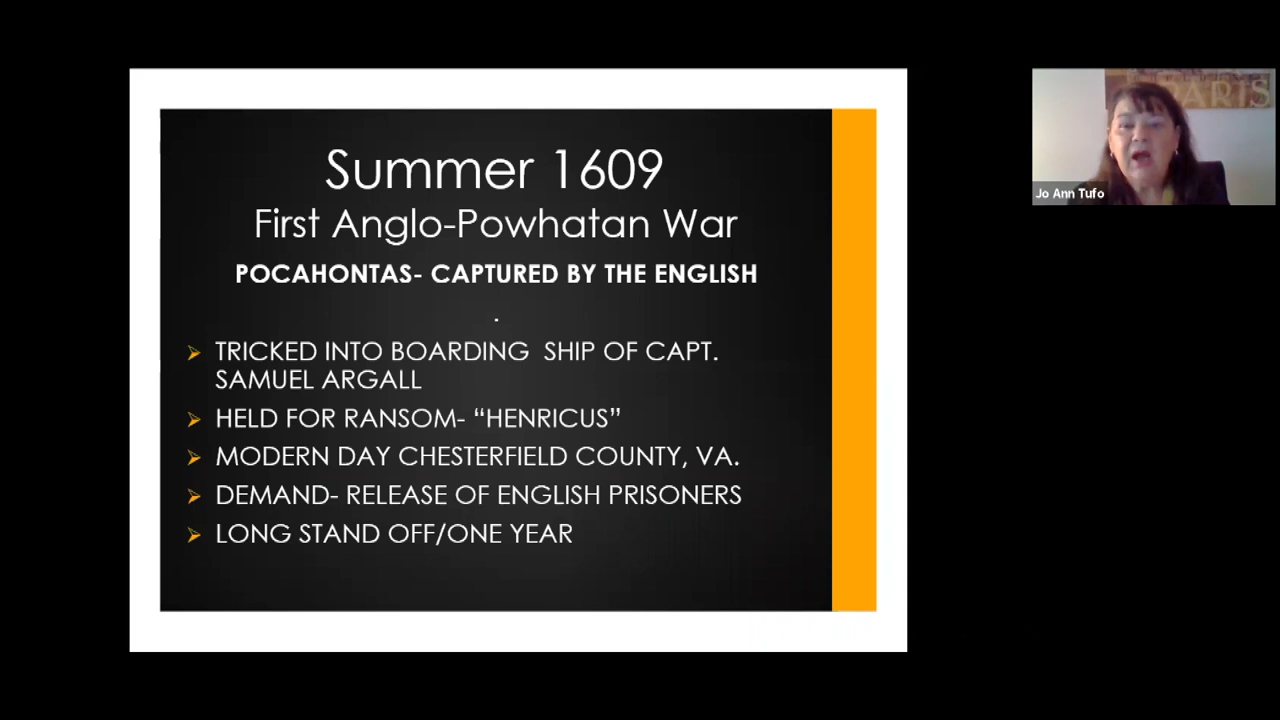 Summer 1609
First Anglo-Powhatan War
POCAHONTAS- CAPTURED BY THE ENGLISH
.
TRICKED INTO BOARDING SHIP OF CAPT.
SAMUEL ARGALL
HELD FOR RANSOM- “HENRICUS”
MODERN DAY CHESTERFIELD COUNTY, VA.
DEMAND- RELEASE OF ENGLISH PRISONERS
LONG STAND OFF/ONE YEAR
PARIS
Jo Ann Tufo